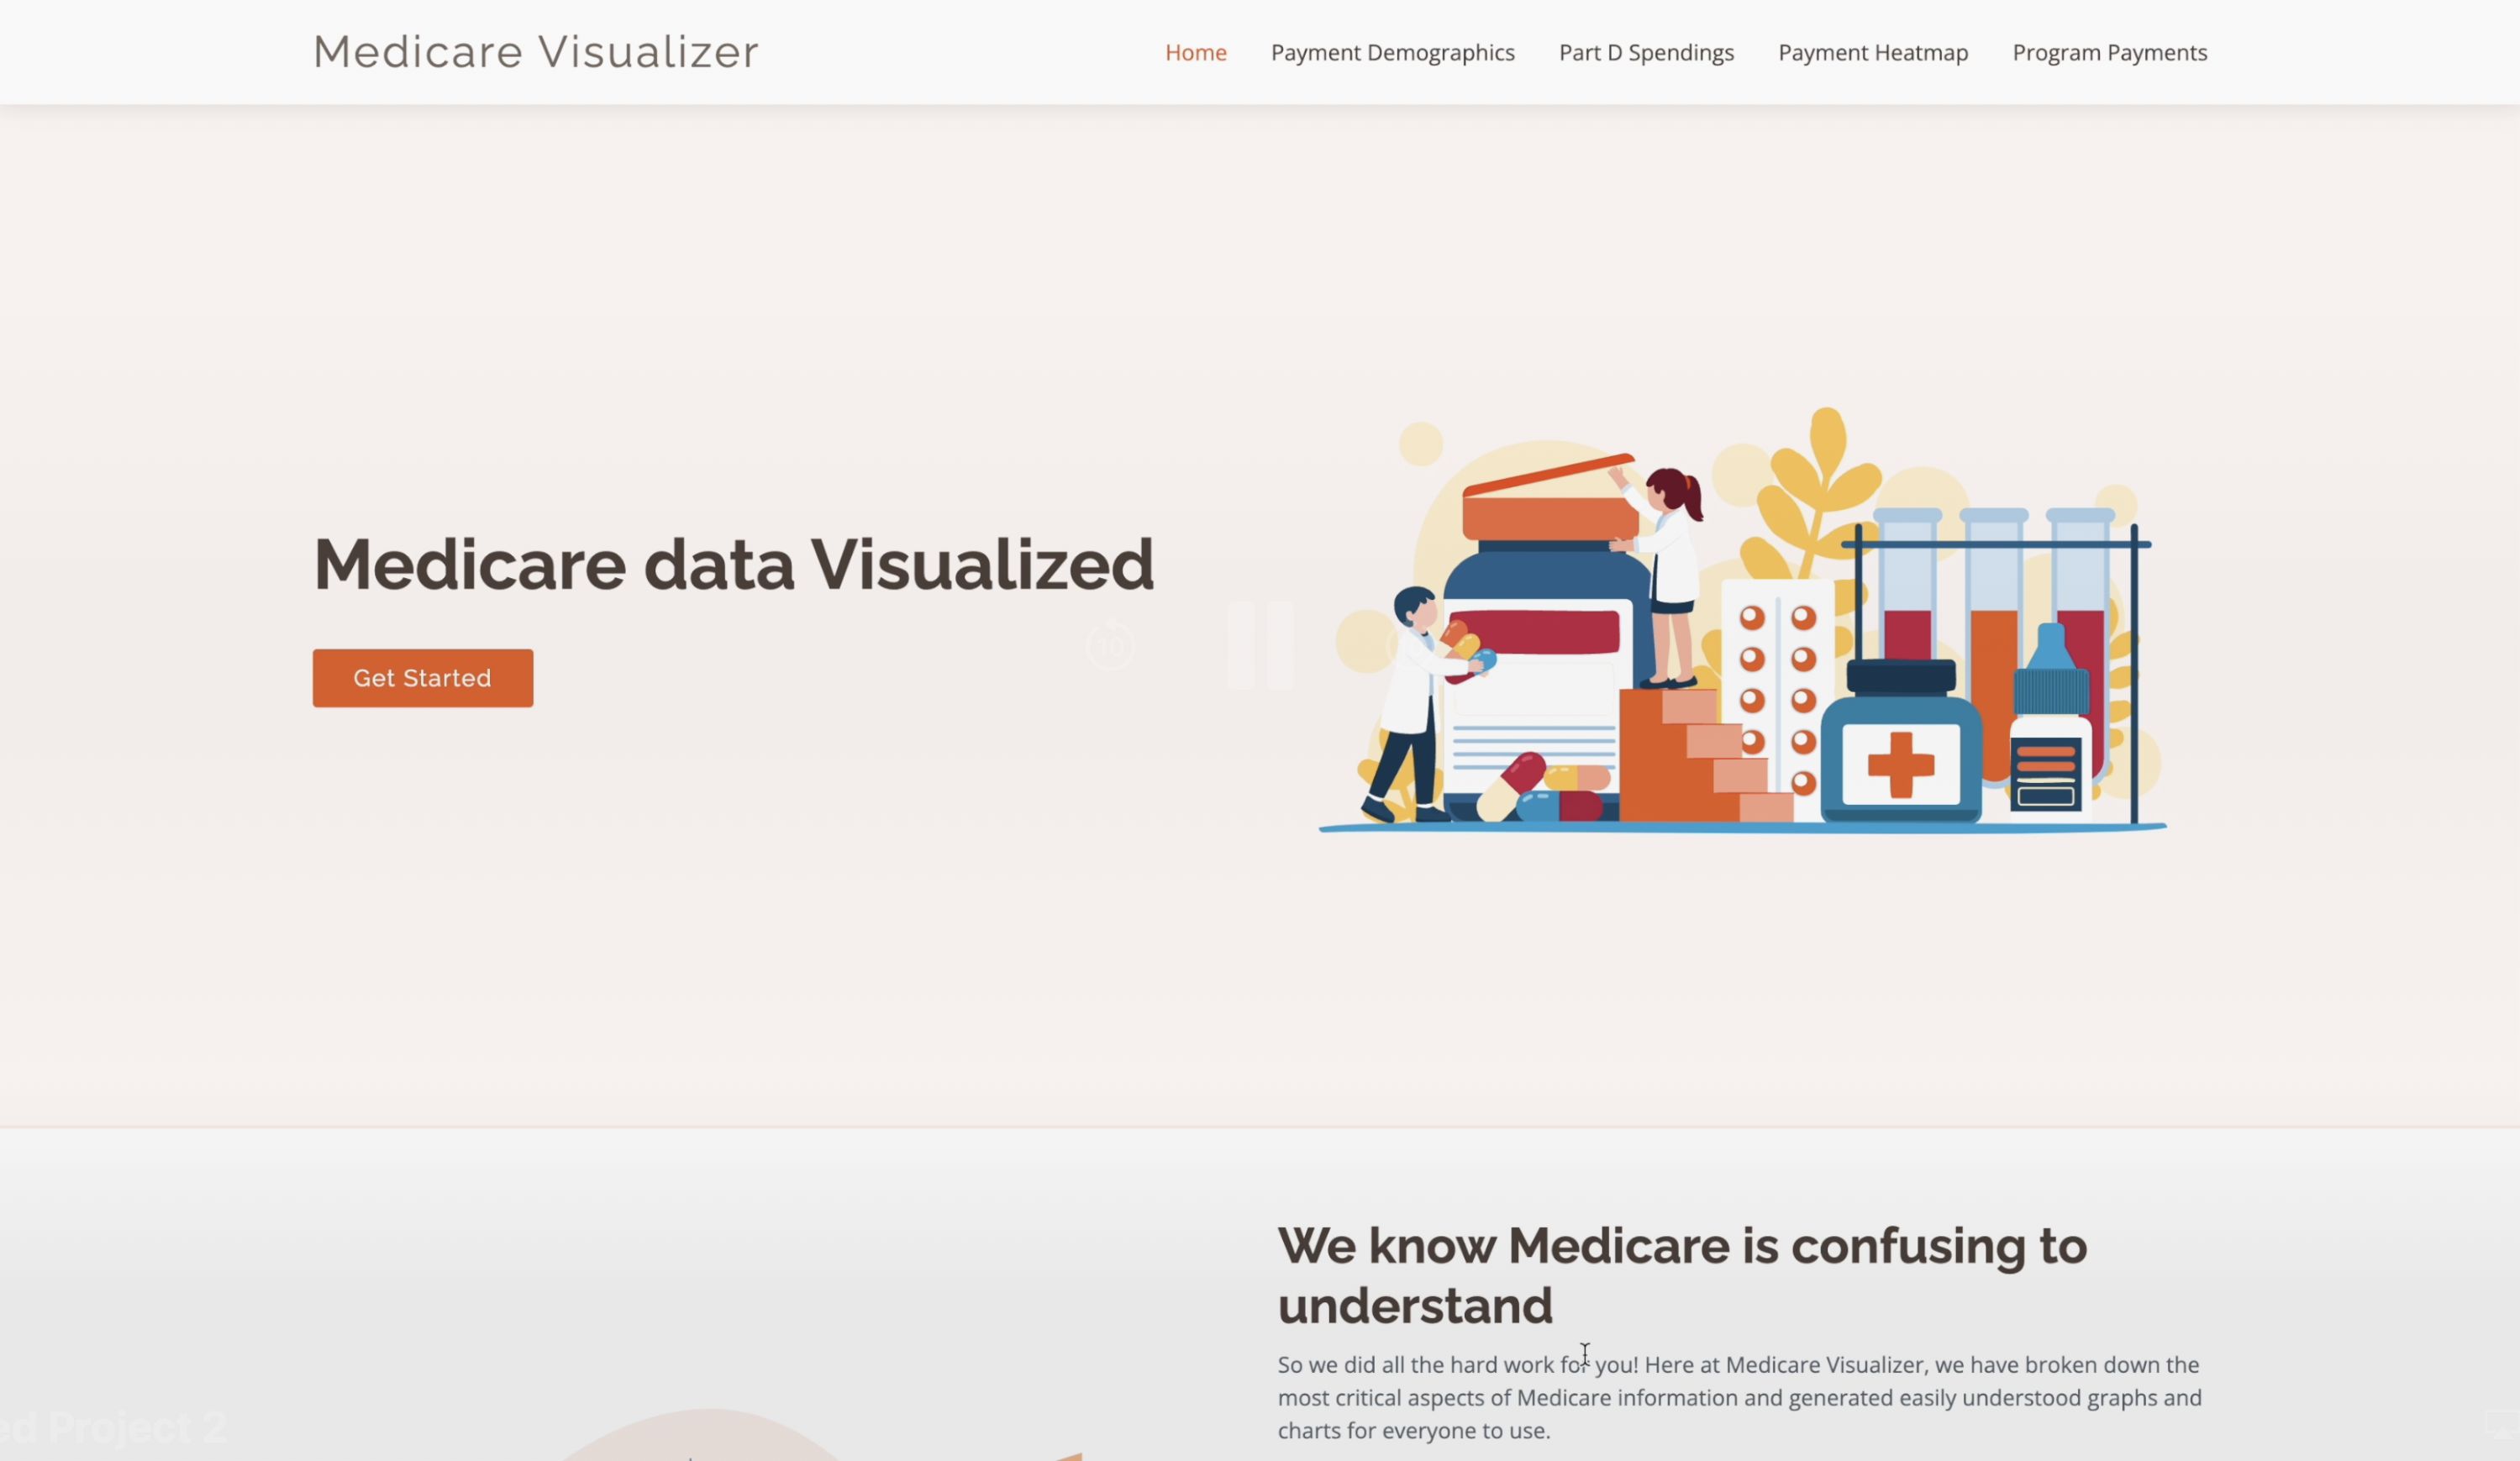 Medicare Visualizer
Home Payment Demographics Part D Spendings Payment Heatmap Program Payments
Medicare data Visualized
10
Get Started
We know Medicare is confusing to
understand
So we did all the hard work for you! Here at Medicare Visualizer, we have broken down the
most critical aspects of Medicare information and generated easily understood graphs and
charts for everyone to use.
ed Project 2